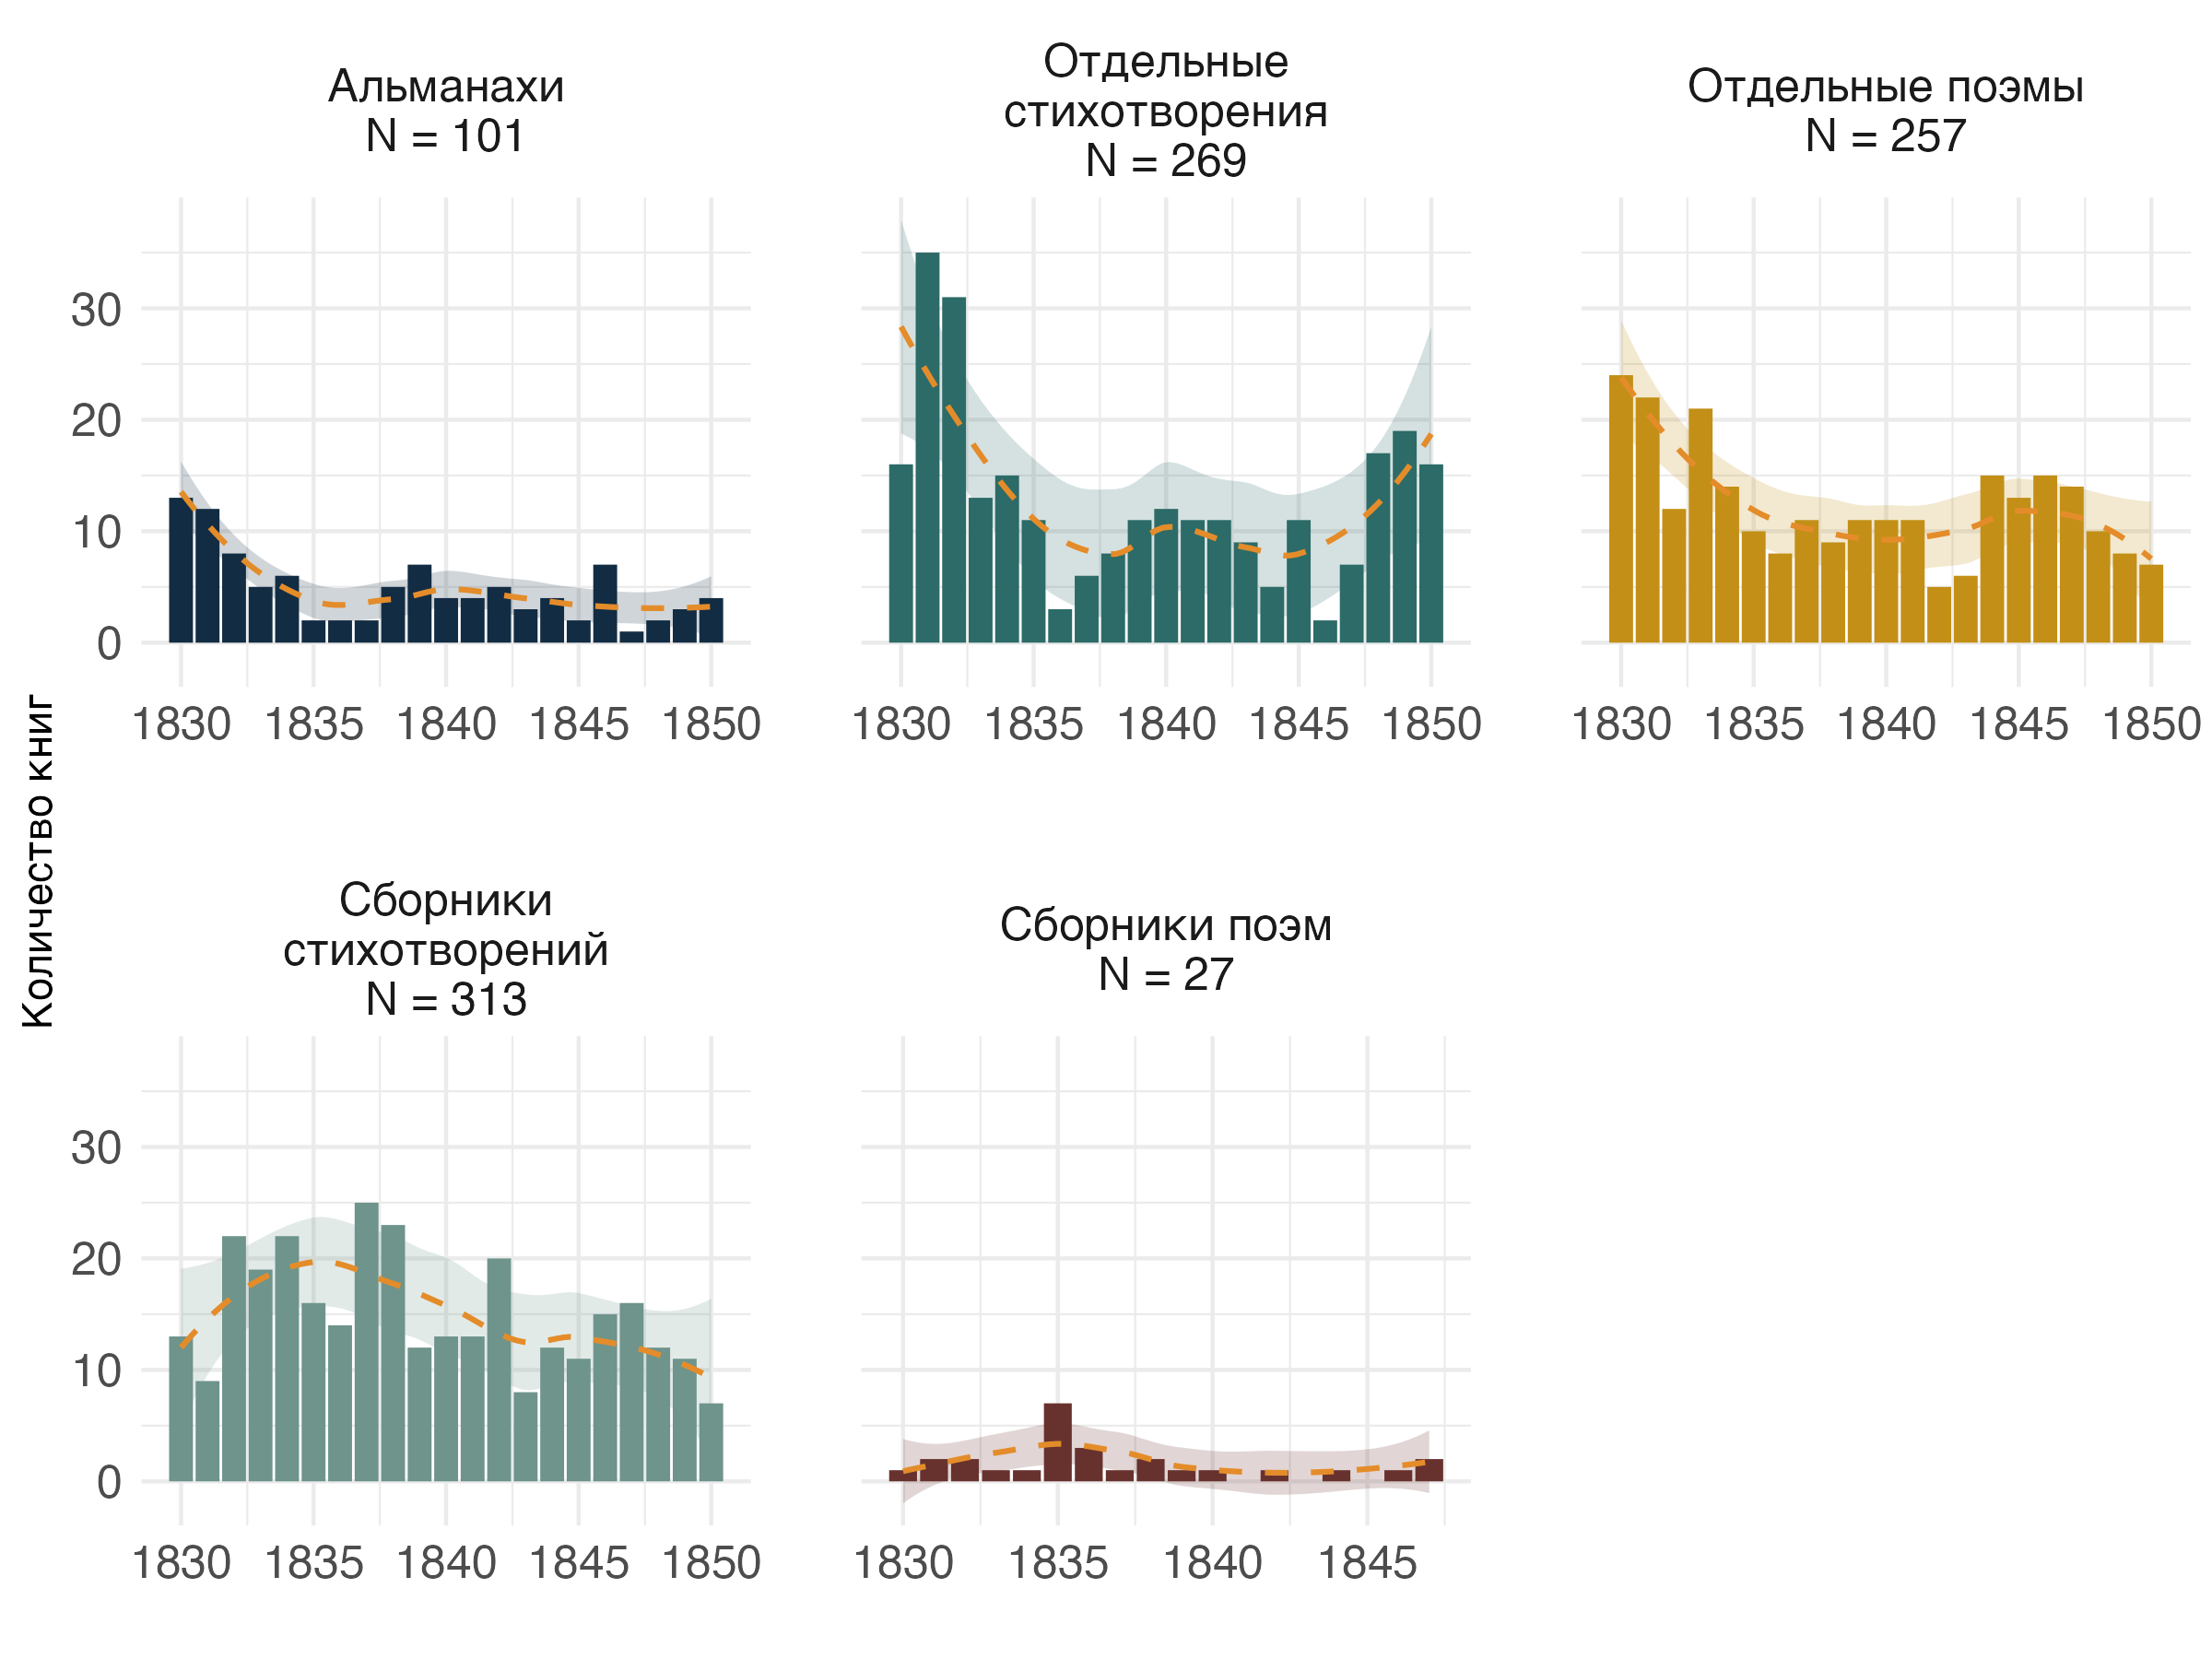 Альманахи
N = 101
Отдельные
стихотворения
N = 269
Отдельные поэмы
N = 257
30
20
10
0
1830 1835 1840 1845 1850
1830 1835 1840 1845 1850
1830 1835 1840 1845 1850
Количество книг
Сборники
стихотворений
N = 313
Сборники поэм
N = 27
30
20
10
0
1830 1835 1840 1845 1850
1830 1835 1840 1845